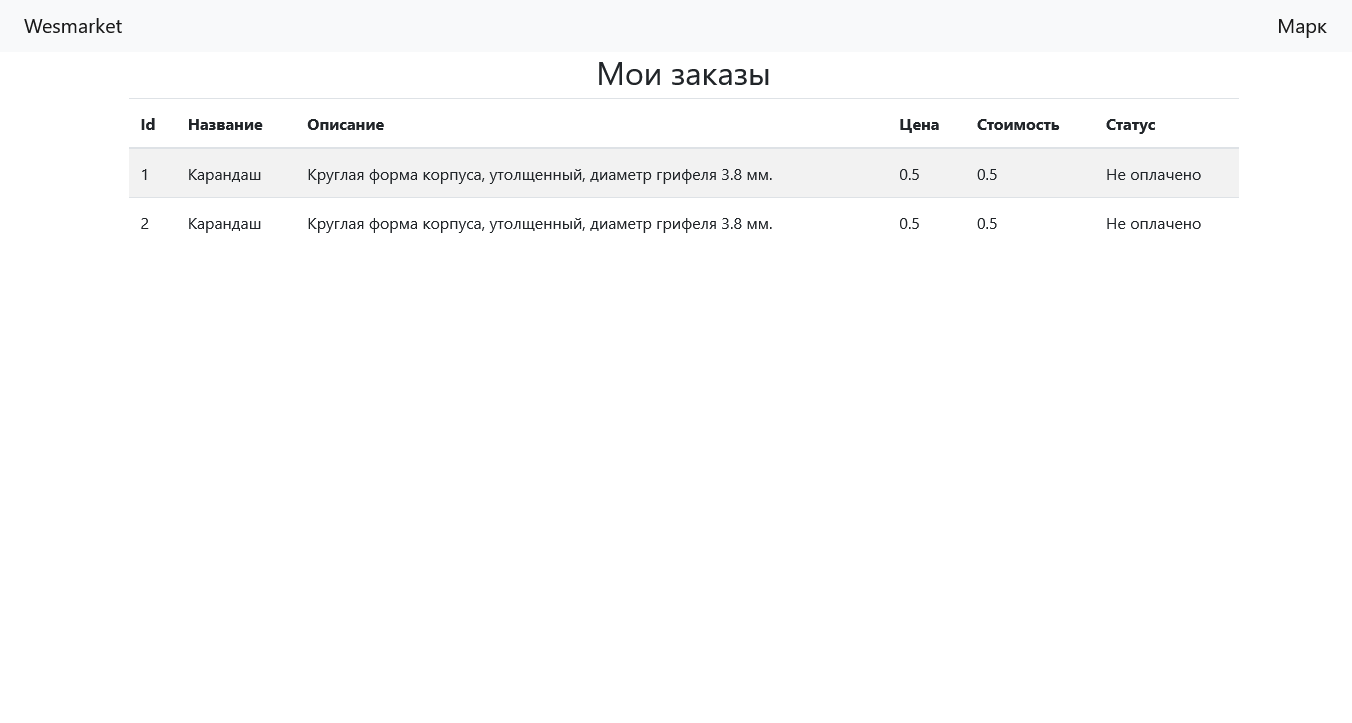 Wesmarket Марк
Мои заказы
Id Название Описание Цена Стоимость Статус
1 Карандаш Круглая форма корпуса, утолщенный, диаметр грифеля 3.8 мм. 0.5 0.5 Не оплачено
2 Карандаш Круглая форма корпуса, утолщенный, диаметр грифеля 3.8 мм. 0.5 0.5 Не оплачено